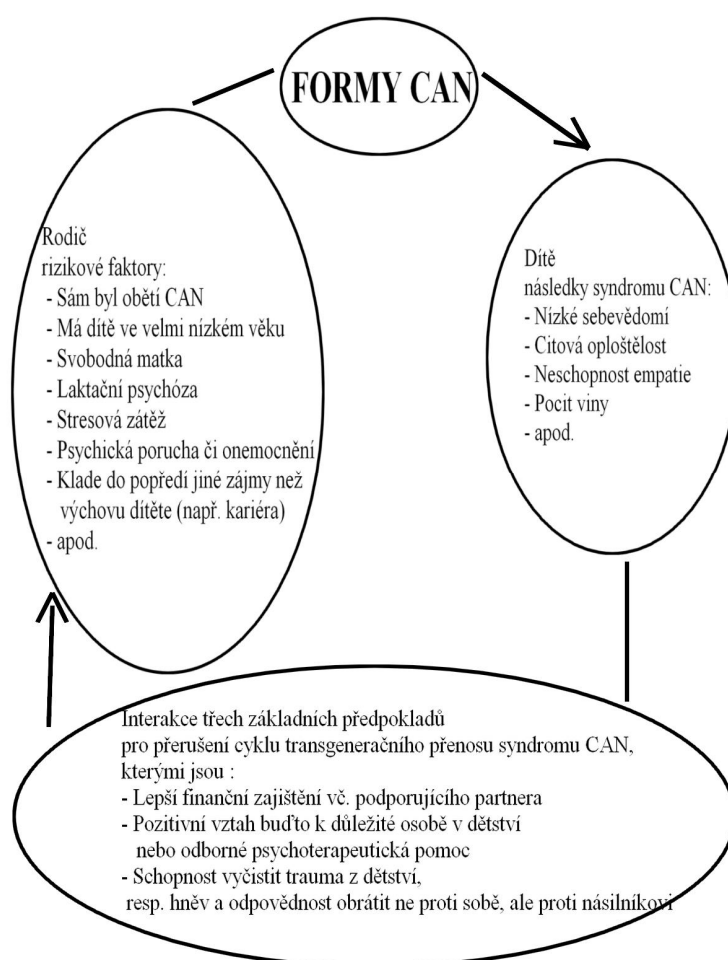 FORMY CAN
Rodič
rizikové faktory:
- Sám byl obětí CAN
- Má dítě ve velmi nízkém věku
- Svobodná matka
- Laktační psychóza
- Stresová zátěž
- Psychická porucha či onemocnění
- Klade do popředí jiné zájmy než
výchovu dítěte (např. kariéra)
- apod.
Dítě
následky syndromu CAN:
- Nízké sebevědomí
- Citová oploštělost
- Neschopnost empatie
- Pocit viny
- apod.
Interakce třech základních předpokladů
pro přerušení cyklu transgeneračního přenosu syndromu CAN,
kterými jsou :
- Lepší finanční zajištění vč. podporujícího partnera
- Pozitivní vztah buďto k důležité osobě v dětství
nebo odborné psychoterapeutická pomoc
- Schopnost vyčistit trauma z dětství,
resp. hněv a odpovědnost obrátit ne proti sobě, ale proti násilníkovi